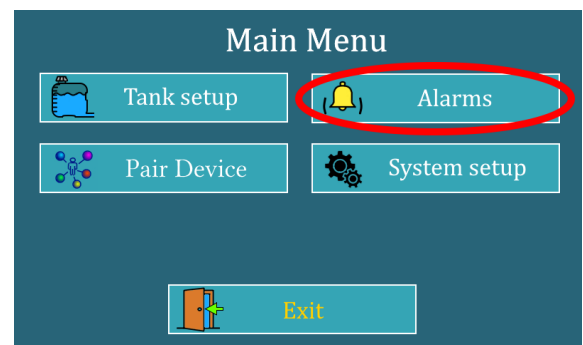 Main Menu
Tank setup
Alarms
Pair Device
System setup
Exit